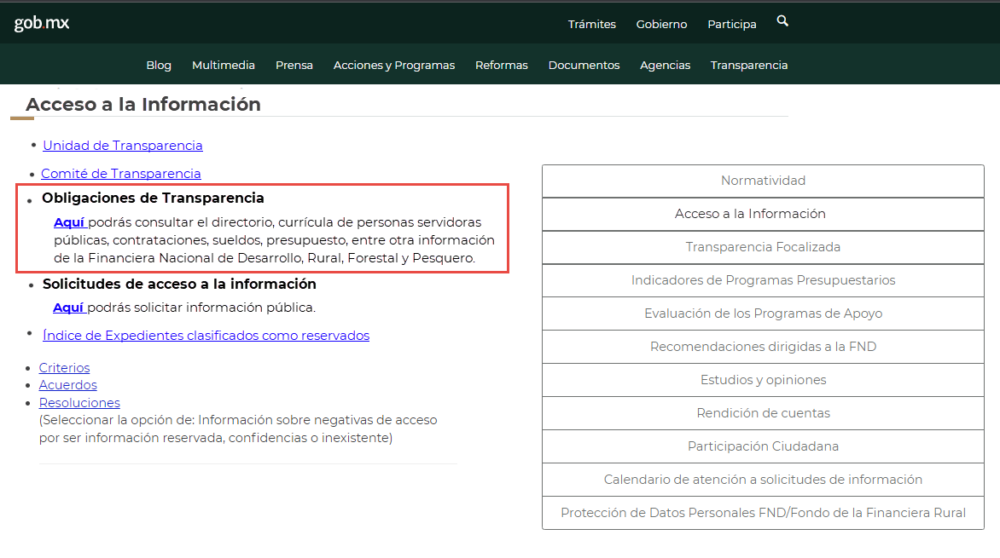 gob.mx
Trámites Gobierno Participa
Blog Multimedia Prensa Acciones y Programas Reformas Documentos Agencias Transparencia
Acceso a la Información
Unidad de Transparencia
Comité de Transparencia
Obligaciones de Transparencia
Aquí podrás consultar el directorio, currícula de personas servidoras
públicas, contrataciones, sueldos, presupuesto, entre otra información
de la Financiera Nacional de Desarrollo, Rural, Forestal y Pesquero.
Solicitudes de acceso a la información
Aquí podrás solicitar información pública.
Índice de Expedientes clasificados como reservados
Criterios
Acuerdos
Resoluciones
(Seleccionar la opción de: Información sobre negativas de acceso
por ser información reservada, confidencias o inexistente)
Normatividad
Acceso a la Información
Transparencia Focalizada
Indicadores de Programas Presupuestarios
Evaluación de los Programas de Apoyo
Recomendaciones dirigidas a la FND
Estudios y opiniones
Rendición de cuentas
Participación Ciudadana
Calendario de atención a solicitudes de información
Protección de Datos Personales FND/Fondo de la Financiera Rural